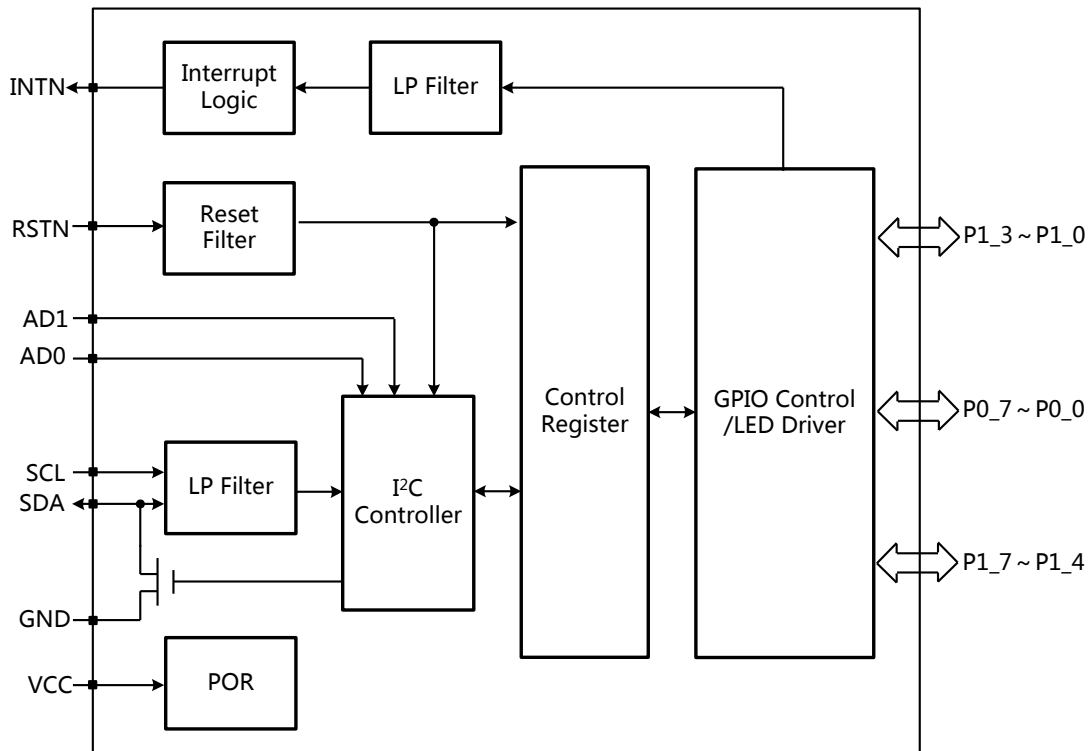 INTN
Interrupt
Logic
LP Filter
RSTN
Reset
Filter
P1_3~P1_0
AD1
AD0
Control
Register
GPIO Control
/LED Driver
P0_7~P0_0
SCL
SDA
LP Filter
I²C
Controller
P1_7~P1_4
GND
VCC
POR